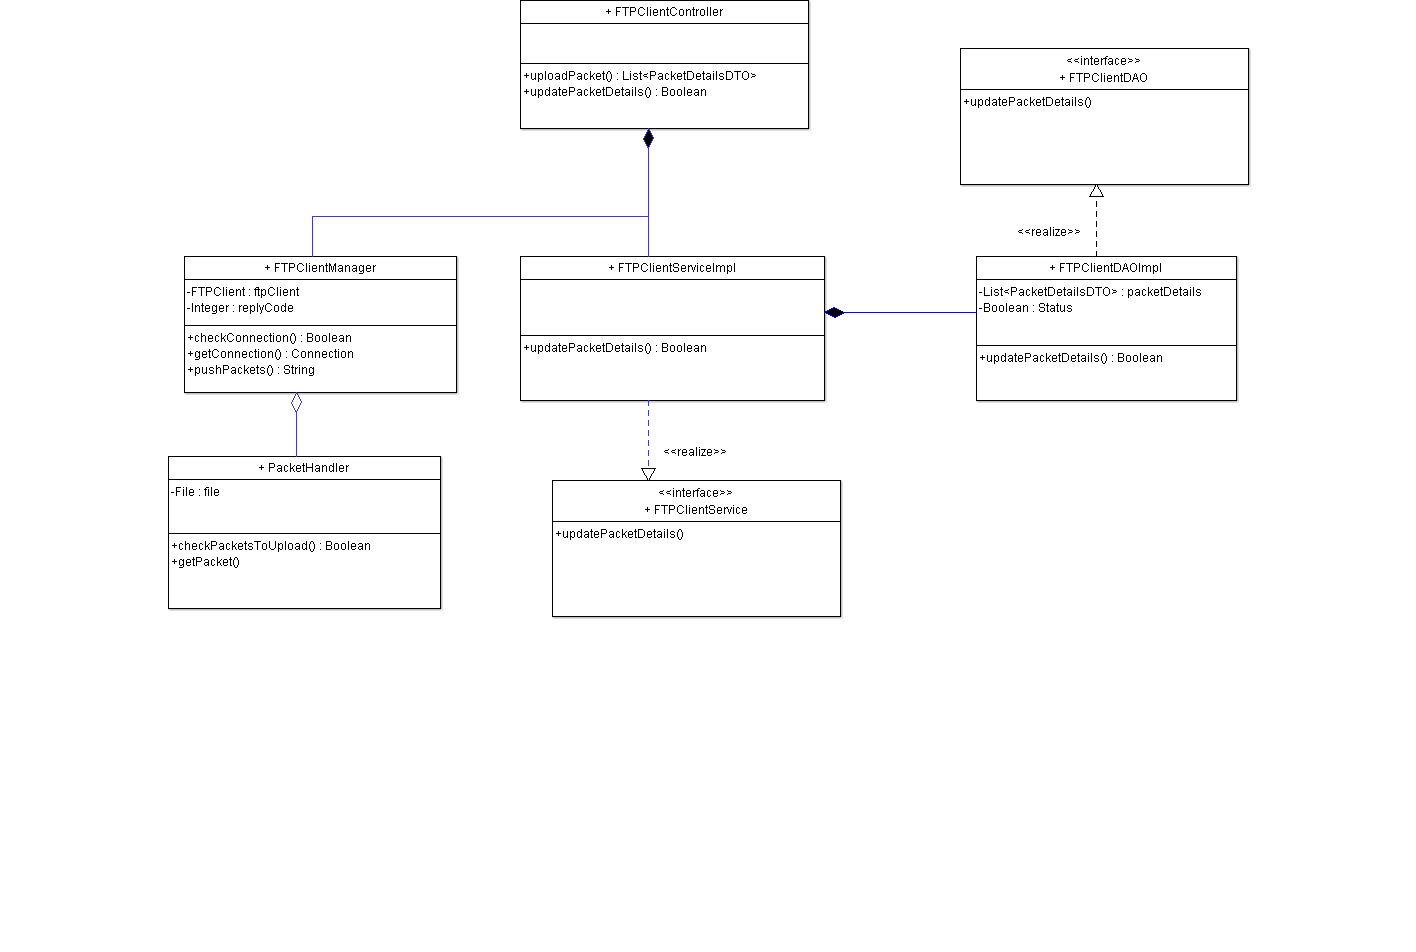 + FTPClientController
+uploadPacket() : List<PacketDetailsDTO>
+updatePacketDetails() : Boolean
<<interface>>
+ FTPClientDAO
+updatePacketDetails()
<<realize>>
+ FTPClientManager
-FTPClient : ftpClient
-Integer : replyCode
+checkConnection() : Boolean
+getConnection() : Connection
+pushPackets() : String
+ FTPClientServiceImpl
+updatePacketDetails() : Boolean
+ FTPClientDAOImpl
-List<PacketDetailsDTO> : packetDetails
-Boolean : Status
+updatePacketDetails() : Boolean
<<realize>>
+ PacketHandler
-File : file
+checkPacketsToUpload() : Boolean
+getPacket()
<<interface>>
+ FTPClientService
+updatePacketDetails()